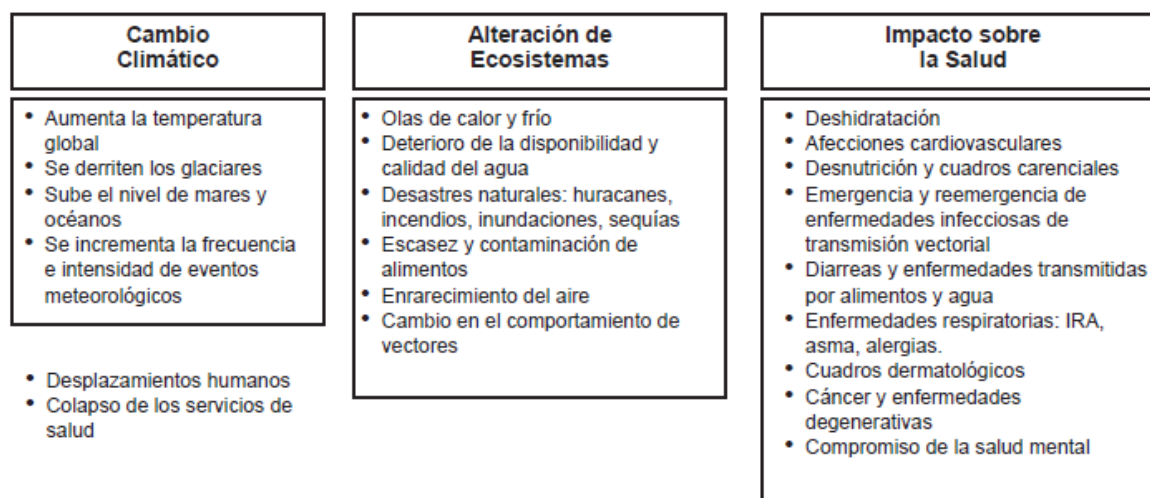 Cambio
Climático
Aumenta la temperatura
global
Se derriten los glaciares
Sube el nivel de mares y
océanos
Se incrementa la frecuencia
e intensidad de eventos
meteorológicos
Desplazamientos humanos
Colapso de los servicios de
salud
Alteración de
Ecosistemas
Olas de calor y frío
Deterioro de la disponibilidad y
calidad del agua
Desastres naturales: huracanes,
incendios, inundaciones, sequías
Escasez y contaminación de
alimentos
Enrarecimiento del aire
Cambio en el comportamiento de
vectores
Impacto sobre
la Salud
Deshidratación
Afecciones cardiovasculares
Desnutrición y cuadros carenciales
Emergencia y reemergencia de
enfermedades infecciosas de
transmisión vectorial
Diarreas y enfermedades transmitidas
por alimentos y agua
Enfermedades respiratorias: IRA,
asma, alergias.
Cuadros dermatológicos
Cáncer y enfermedades
degenerativas
Compromiso de la salud mental